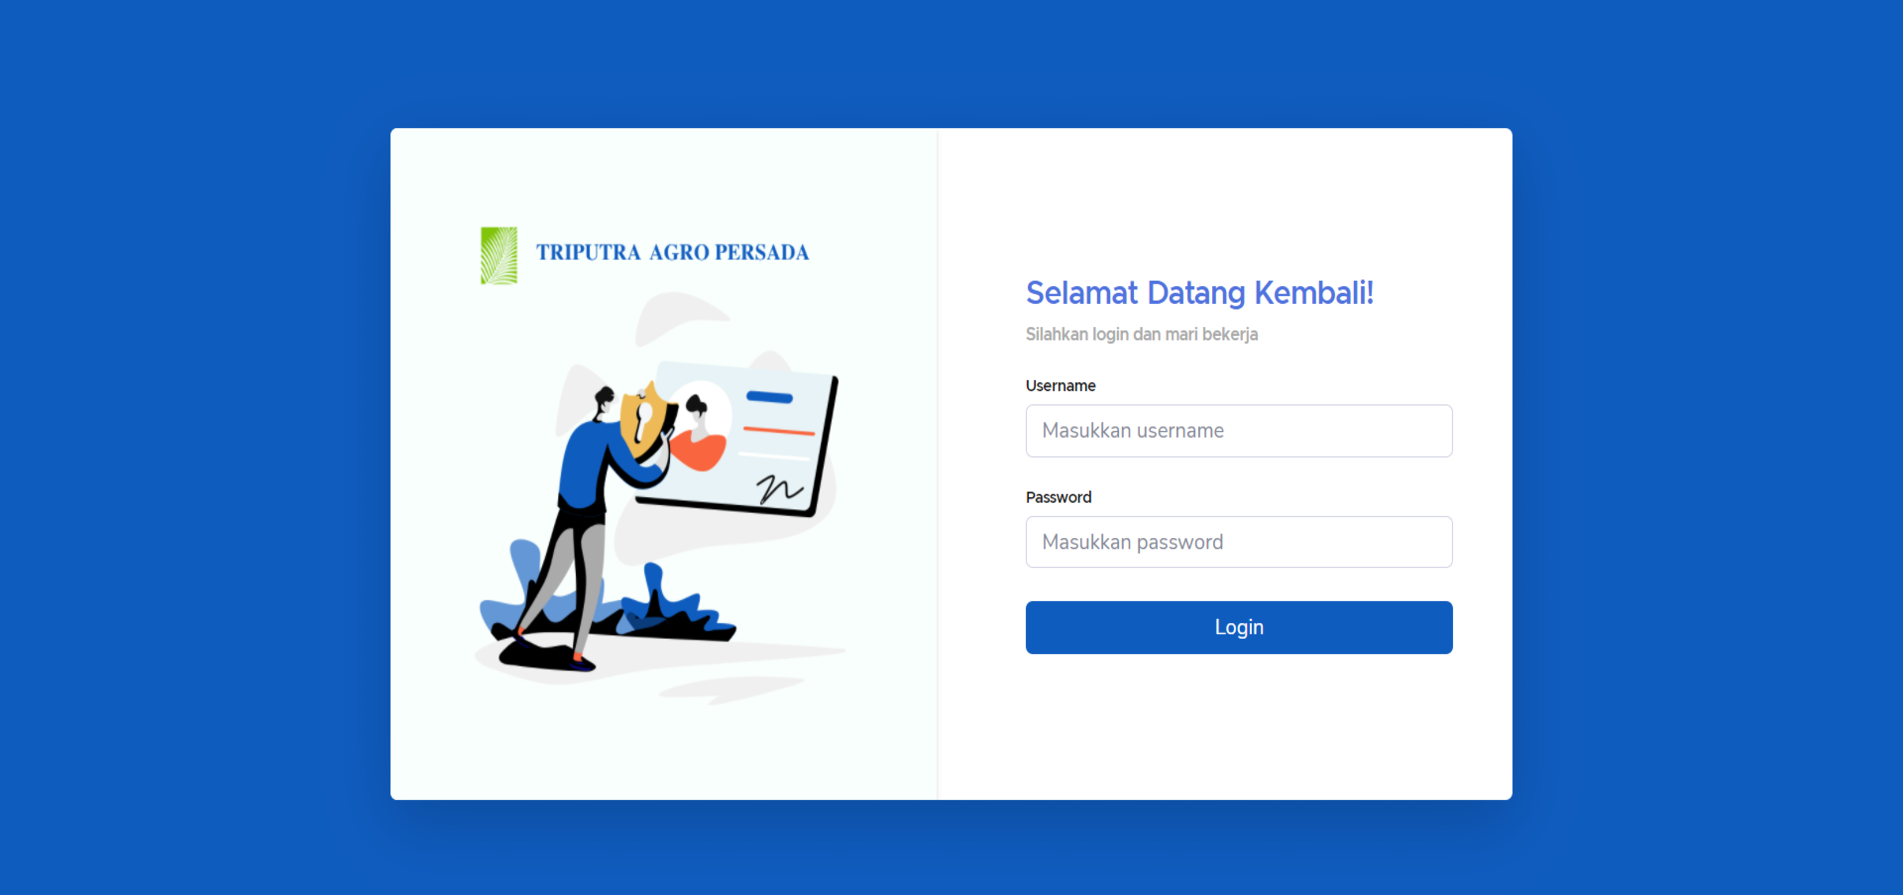 TRIPUTRA AGRO PERSADA
Selamat Datang Kembali!
Silahkan login dan mari bekerja
Username
Masukkan username
Password
Masukkan password
Login